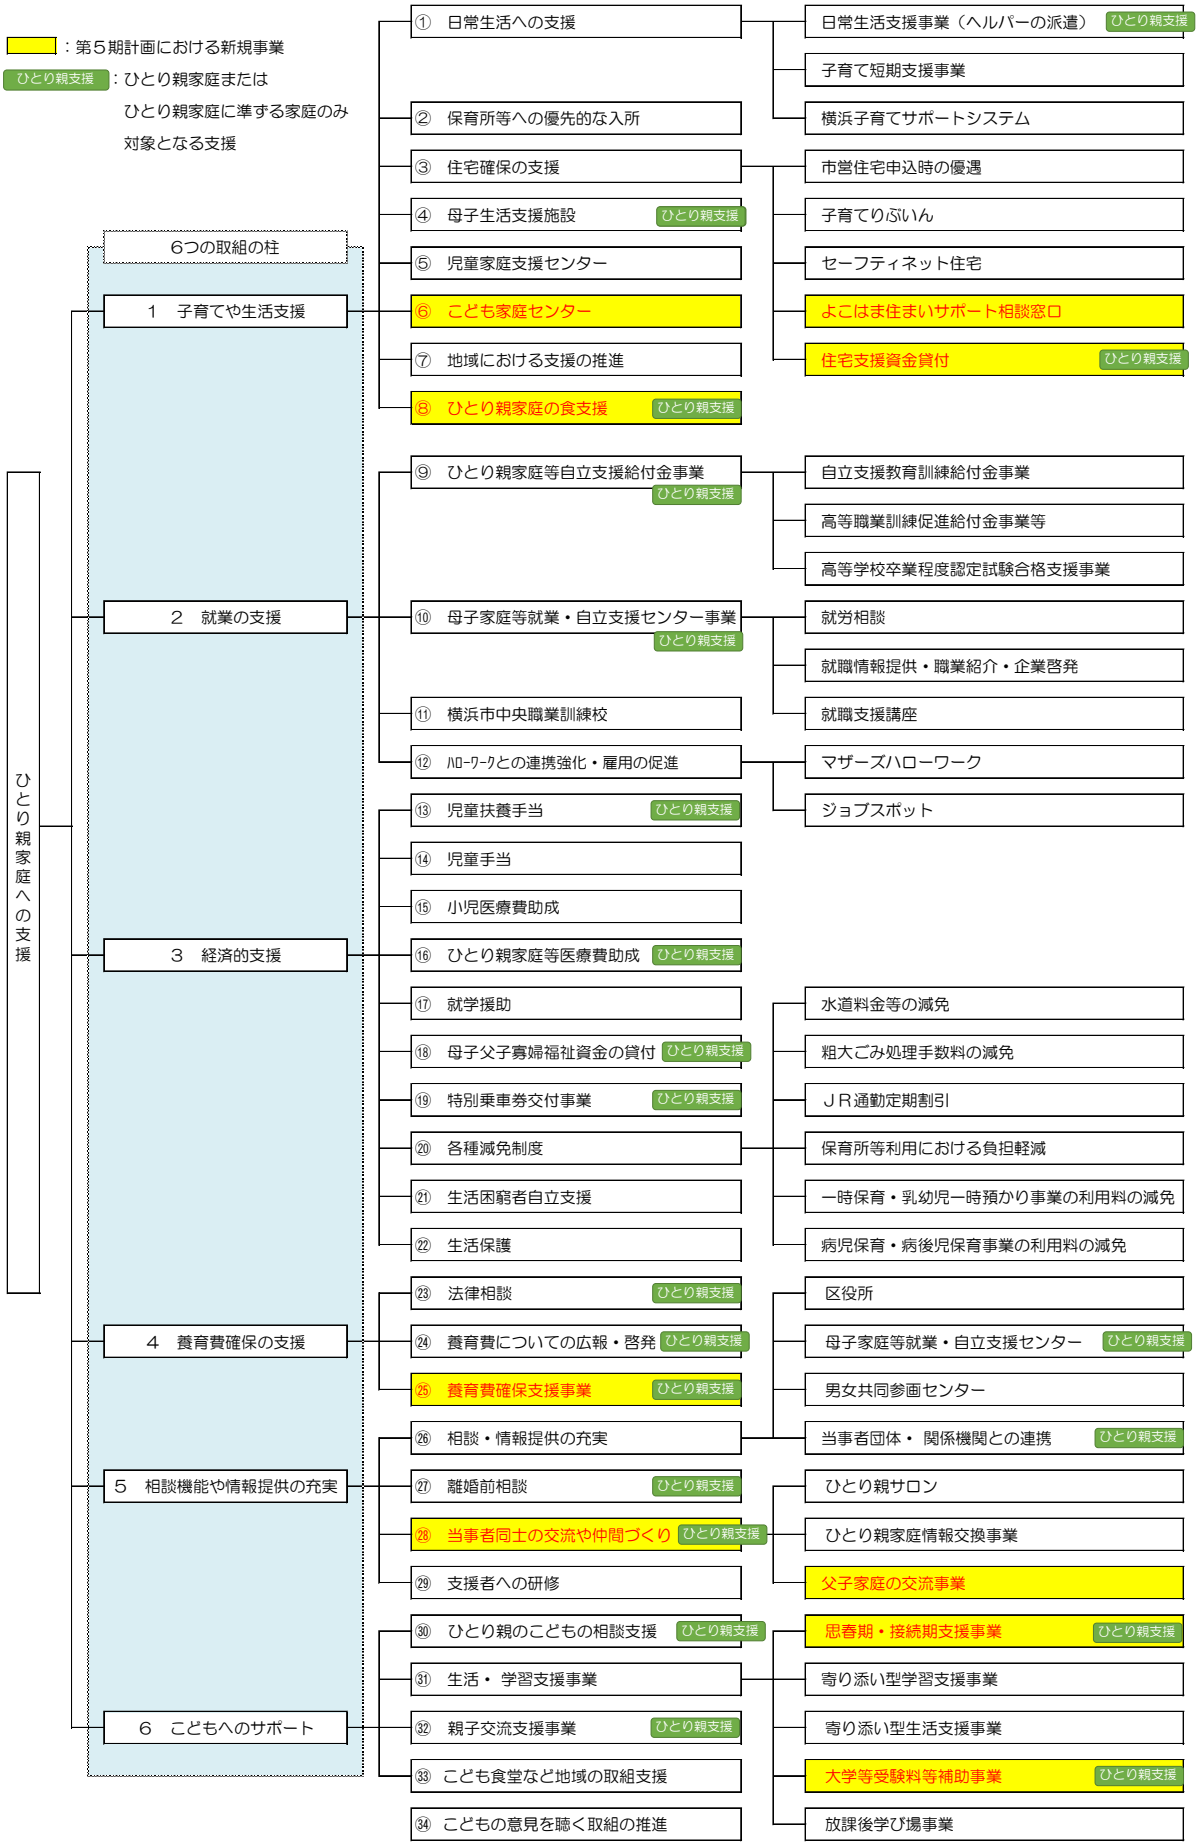 ：第５期計画における新規事業
ひとり親支援 ：ひとり親家庭または
ひとり親家庭に準ずる家庭のみ
対象となる支援
ひとり親家庭への支援
6つの取組の柱
１　子育てや生活支援
① 日常生活への支援
日常生活支援事業（ヘルパーの派遣） ひとり親支援
子育て短期支援事業
横浜子育てサポートシステム
② 保育所等への優先的な入所
③ 住宅確保の支援
市営住宅申込時の優遇
子育てりぶいん
セーフティネット住宅
よこはま住まいサポート相談窓口
住宅支援資金貸付 ひとり親支援
④ 母子生活支援施設 ひとり親支援
⑤ 児童家庭支援センター
⑥ こども家庭センター
⑦ 地域における支援の推進
⑧ ひとり親家庭の食支援 ひとり親支援
２　就業の支援
⑨ ひとり親家庭等自立支援給付金事業
ひとり親支援
自立支援教育訓練給付金事業
高等職業訓練促進給付金事業等
高等学校卒業程度認定試験合格支援事業
⑩ 母子家庭等就業・自立支援センター事業
ひとり親支援
就労相談
就職情報提供・職業紹介・企業啓発
就職支援講座
⑪ 横浜市中央職業訓練校
⑫ ﾊﾛｰﾜｰｸとの連携強化・雇用の促進
マザーズハローワーク
ジョブスポット
３　経済的支援
⑬ 児童扶養手当 ひとり親支援
⑭ 児童手当
⑮ 小児医療費助成
⑯ ひとり親家庭等医療費助成 ひとり親支援
⑰ 就学援助
⑱ 母子父子寡婦福祉資金の貸付 ひとり親支援
⑲ 特別乗車券交付事業 ひとり親支援
⑳ 各種減免制度
水道料金等の減免
粗大ごみ処理手数料の減免
ＪＲ通勤定期割引
保育所等利用における負担軽減
一時保育・乳幼児一時預かり事業の利用料の減免
病児保育・病後児保育事業の利用料の減免
㉑ 生活困窮者自立支援
㉒ 生活保護
４　養育費確保の支援
㉓ 法律相談 ひとり親支援
㉔ 養育費についての広報・啓発 ひとり親支援
㉕ 養育費確保支援事業 ひとり親支援
５　相談機能や情報提供の充実
㉖ 相談・情報提供の充実
区役所
母子家庭等就業・自立支援センター ひとり親支援
男女共同参画センター
当事者団体・ 関係機関との連携 ひとり親支援
㉗ 離婚前相談 ひとり親支援
㉘ 当事者同士の交流や仲間づくり ひとり親支援
ひとり親サロン
ひとり親家庭情報交換事業
父子家庭の交流事業
㉙ 支援者への研修
６　こどもへのサポート
㉚ ひとり親のこどもの相談支援 ひとり親支援
㉛ 生活・ 学習支援事業
思春期・接続期支援事業 ひとり親支援
寄り添い型学習支援事業
寄り添い型生活支援事業
大学等受験料等補助事業 ひとり親支援
放課後学び場事業
㉜ 親子交流支援事業 ひとり親支援
㉝ こども食堂など地域の取組支援
㉞ こどもの意見を聴く取組の推進